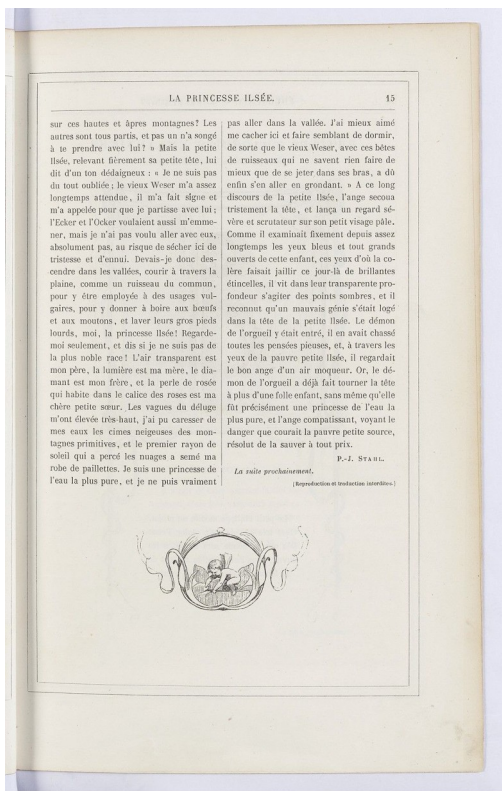 LA PRINCESSE ILSÉE. 15
sur ces hautes et âpres montagnes? Les
autres sont tous partis, et pas un n'a songé
à te prendre avec lui? » Mais la petite
Ilsée, relevant fièrement sa petite tête, lui
dit d'un ton dédaigneux : « Je ne suis pas
du tout oubliée; le vieux Weser m'a assez
longtemps attendue, il m'a fait signe et
m'a appelée pour que je partisse avec lui;
l'Ecker et l'Ocker voulaient aussi m'emme-
ner, mais je n'ai pas voulu aller avec eux,
absolument pas, au risque de sécher ici de
tristesse et d'ennui. Devais-je donc des-
cendre dans les vallées, courir à travers la
plaine, comme un ruisseau du commun,
pour y être employée à des usages vul-
gaires, pour y donner à boire aux bœufs
et aux moutons, et laver leurs gros pieds
lourds, moi, la princesse Ilsée! Regarde-
moi seulement, et dis si je ne suis pas de
la plus noble race! L'air transparent est
mon père, la lumière est ma mère, le dia-
mant est mon frère, et la perle de rosée
qui habite dans le calice des roses est ma
chère petite sœur. Les vagues du déluge
m'ont élevée très-haut, j'ai pu caresser de
mes eaux les cimes neigeuses des mon-
tagnes primitives, et le premier rayon de
soleil qui a percé les nuages a semé ma
robe de paillettes. Je suis une princesse de
l'eau la plus pure, et je ne puis vraiment
pas aller dans la vallée. J'ai mieux aimé
me cacher ici et faire semblant de dormir,
de sorte que le vieux Weser, avec ces bêtes
de ruisseaux qui ne savent rien faire de
mieux que de se jeter dans ses bras, a dû
enfin s'en aller en grondant. » A ce long
discours de la petite Ilsée, l'ange secoua
tristement la tête, et lança un regard sé-
vère et scrutateur sur son petit visage pâle.
Comme il examinait fixement depuis assez
longtemps les yeux bleus et tout grands
ouverts de cette enfant, ces yeux d'où la co-
lère faisait jaillir ce jour-là de brillantes
étincelles, il vit dans leur transparente pro-
fondeur s'agiter des points sombres, et il
reconnut qu'un mauvais génie s'était logé
dans la tête de la petite Ilsée. Le démon
de l'orgueil y était entré, il en avait chassé
toutes les pensées pieuses, et, à travers les
yeux de la pauvre petite Ilsée, il regardait
le bon ange d'un air moqueur. Or, le dé-
mon de l'orgueil a déjà fait tourner la tête
à plus d'une folle enfant, sans même qu'elle
fût précisément une princesse de l'eau la
plus pure, et l'ange compatissant, voyant le
danger que courait la pauvre petite source,
résolut de la sauver à tout prix.
P.-J. STAHL.
La suite prochainement.
(Reproduction et traduction interdites.)